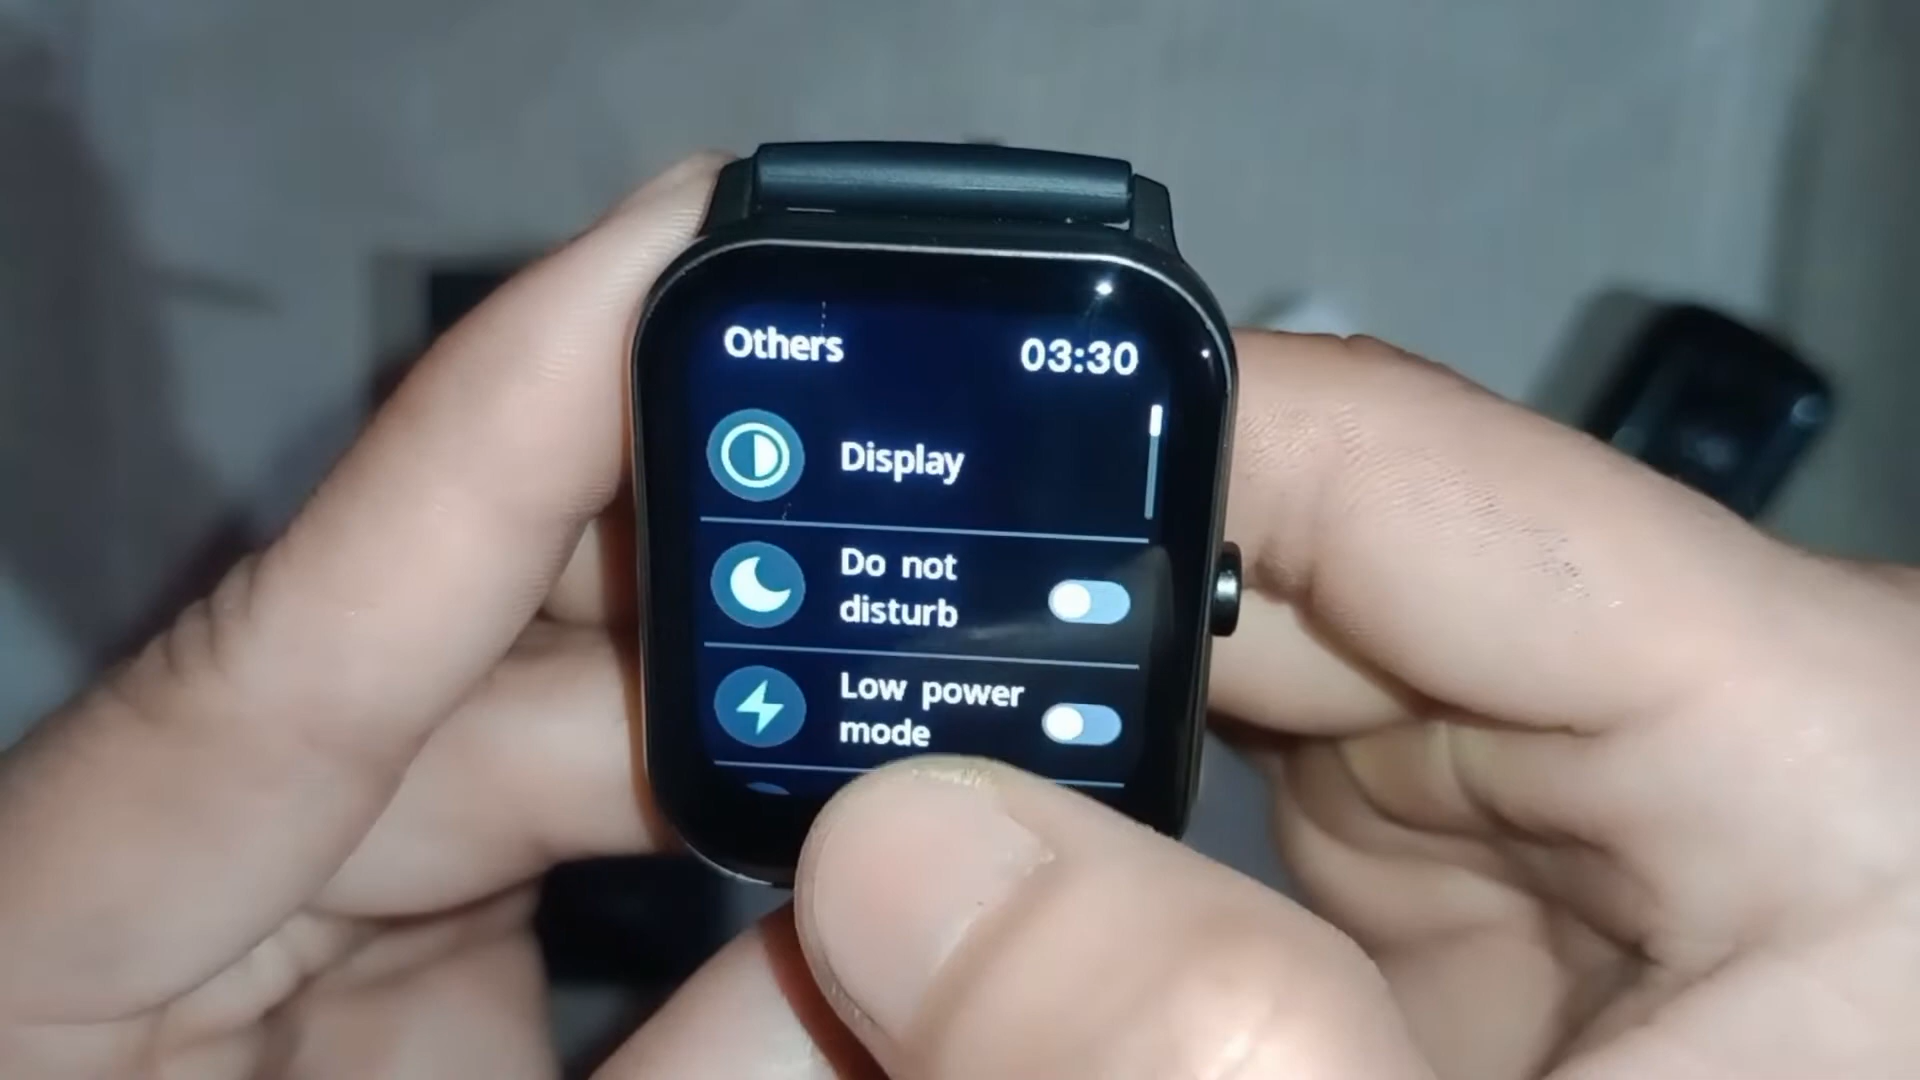 Others 03:30
Display
Do not
disturb
Low power
mode